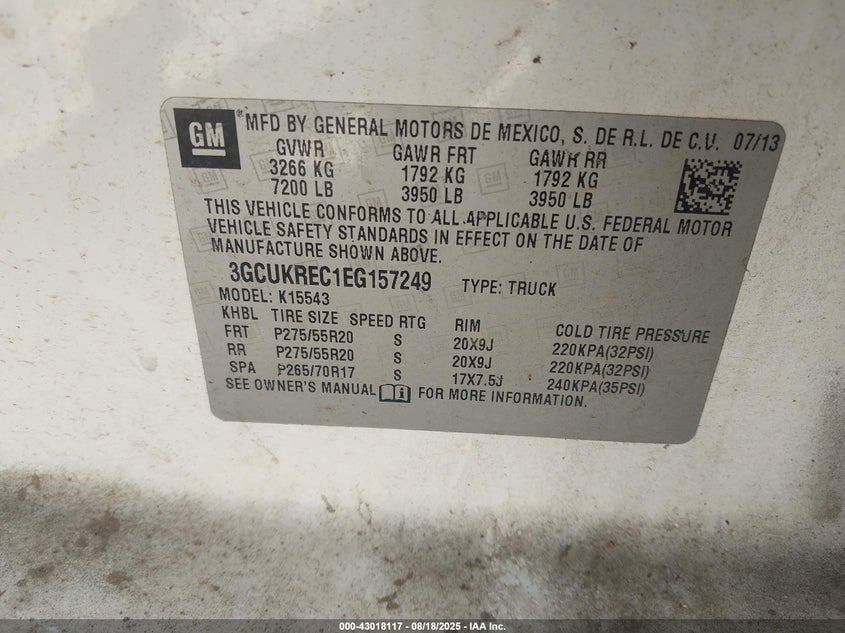 GM ® MFD BY GENERAL MOTORS DE MEXICO, S. DE R.L. DE C.V. 07/13
GVWR GAWR FRT GAWR RR
3266 KG 1792 KG 1792 KG
7200 LB 3950 LB 3950 LB
THIS VEHICLE CONFORMS TO ALL APPLICABLE U.S. FEDERAL MOTOR
VEHICLE SAFETY STANDARDS IN EFFECT ON THE DATE OF
MANUFACTURE SHOWN ABOVE.
3GCUKREC1EG157249 TYPE: TRUCK
MODEL: K15543
KHBL TIRE SIZE SPEED RTG RIM COLD TIRE PRESSURE
FRT P275/55R20 S 20X9J 220KPA(32PSI)
RR P275/55R20 S 20X9J 220KPA(32PSI)
SPA P265/70R17 S 17X7.5J 240KPA(35PSI)
SEE OWNER'S MANUAL FOR MORE INFORMATION.
000-43018117 - 08/18/2025 - IAA Inc.